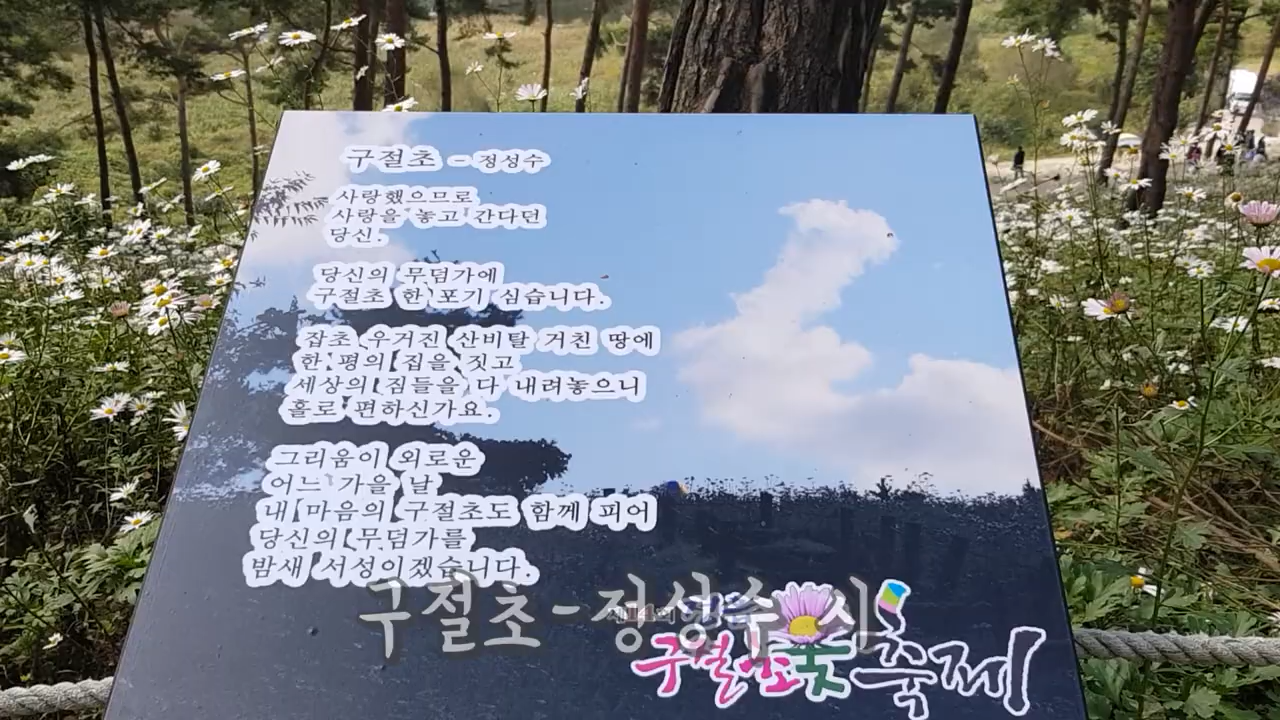 구절초 - 정성수
사랑했으므로
사랑을 놓고 간다던
당신.
당신의 무덤가에
구절초 한 포기 심습니다.
잡초 우거진 산비탈 거친 땅에
한 평의 집을 짓고
세상의 짐들을 다 내려놓으니
홀로 편하신가요.
그리움이 외로운
어느 가을 날
내 마음의 구절초도 함께 피어
당신의 무덤가를
밤새 서성이겠습니다.
구절초-정성수 시
제14회
구절초꽃 축제